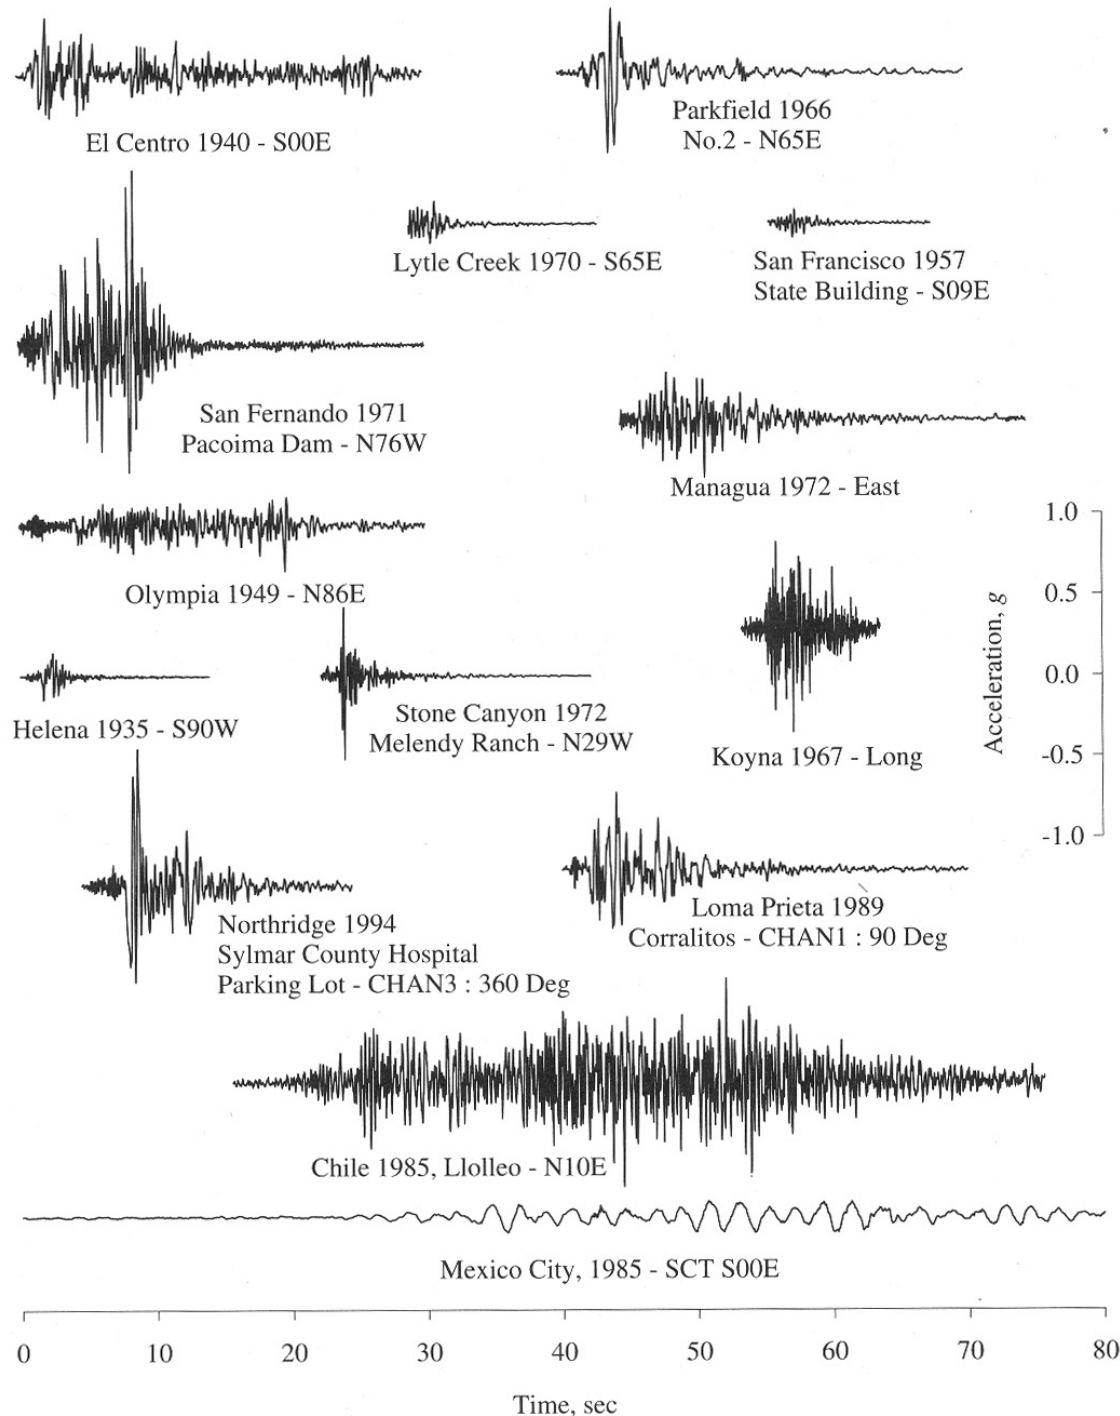 El Centro 1940 - S00E
Parkfield 1966
No.2 - N65E
Lytle Creek 1970 - S65E
San Francisco 1957
State Building - S09E
San Fernando 1971
Pacoima Dam - N76W
Managua 1972 - East
Olympia 1949 - N86E
1.0
0.5
0.0
-0.5
-1.0
Acceleration, g
Helena 1935 - S90W
Stone Canyon 1972
Melendy Ranch - N29W
Koyna 1967 - Long
Northridge 1994
Sylmar County Hospital
Parking Lot - CHAN3 : 360 Deg
Loma Prieta 1989
Corralitos - CHAN1 : 90 Deg
Chile 1985, Llolleo - N10E
Mexico City, 1985 - SCT S00E
0 10 20 30 40 50 60 70 80
Time, sec